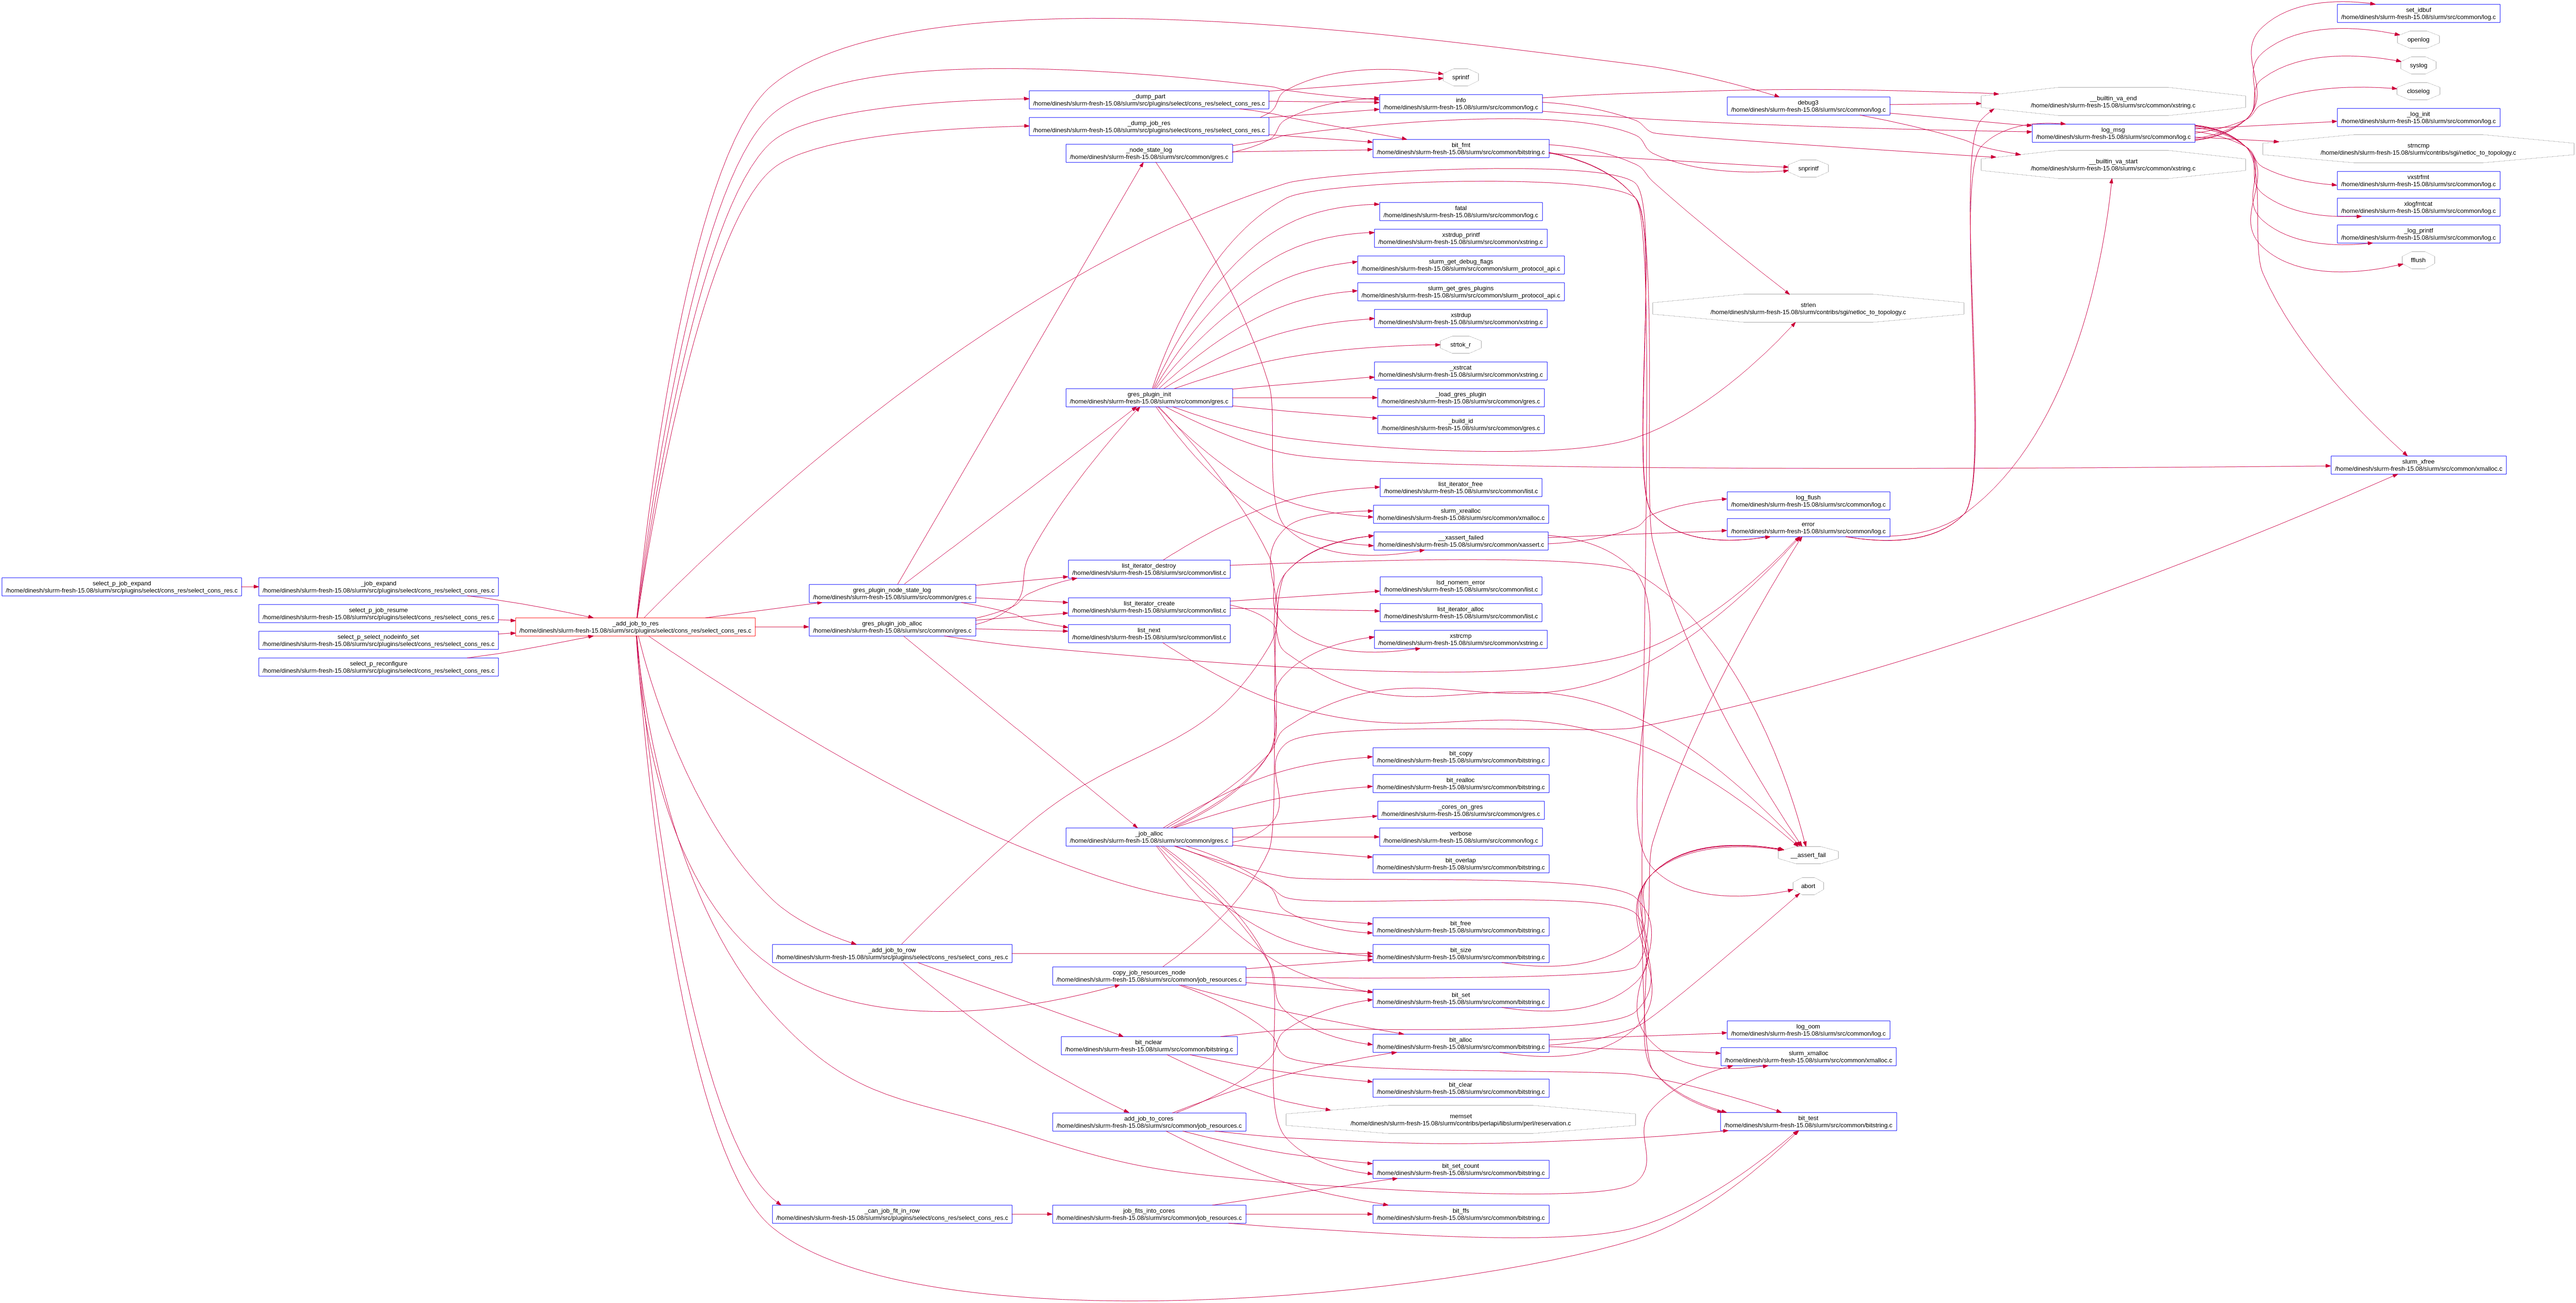 select_p_job_expand
/home/dinesh/slurm-fresh-15.08/slurm/src/plugins/select/cons_res/select_cons_res.c
_job_expand
/home/dinesh/slurm-fresh-15.08/slurm/src/plugins/select/cons_res/select_cons_res.c
select_p_job_resume
/home/dinesh/slurm-fresh-15.08/slurm/src/plugins/select/cons_res/select_cons_res.c
select_p_select_nodeinfo_set
/home/dinesh/slurm-fresh-15.08/slurm/src/plugins/select/cons_res/select_cons_res.c
select_p_reconfigure
/home/dinesh/slurm-fresh-15.08/slurm/src/plugins/select/cons_res/select_cons_res.c
_add_job_to_res
/home/dinesh/slurm-fresh-15.08/slurm/src/plugins/select/cons_res/select_cons_res.c
gres_plugin_node_state_log
/home/dinesh/slurm-fresh-15.08/slurm/src/common/gres.c
gres_plugin_job_alloc
/home/dinesh/slurm-fresh-15.08/slurm/src/common/gres.c
_add_job_to_row
/home/dinesh/slurm-fresh-15.08/slurm/src/plugins/select/cons_res/select_cons_res.c
_can_job_fit_in_row
/home/dinesh/slurm-fresh-15.08/slurm/src/plugins/select/cons_res/select_cons_res.c
_dump_part
/home/dinesh/slurm-fresh-15.08/slurm/src/plugins/select/cons_res/select_cons_res.c
_dump_job_res
/home/dinesh/slurm-fresh-15.08/slurm/src/plugins/select/cons_res/select_cons_res.c
_node_state_log
/home/dinesh/slurm-fresh-15.08/slurm/src/common/gres.c
gres_plugin_init
/home/dinesh/slurm-fresh-15.08/slurm/src/common/gres.c
list_iterator_destroy
/home/dinesh/slurm-fresh-15.08/slurm/src/common/list.c
list_iterator_create
/home/dinesh/slurm-fresh-15.08/slurm/src/common/list.c
list_next
/home/dinesh/slurm-fresh-15.08/slurm/src/common/list.c
_job_alloc
/home/dinesh/slurm-fresh-15.08/slurm/src/common/gres.c
copy_job_resources_node
/home/dinesh/slurm-fresh-15.08/slurm/src/common/job_resources.c
bit_nclear
/home/dinesh/slurm-fresh-15.08/slurm/src/common/bitstring.c
add_job_to_cores
/home/dinesh/slurm-fresh-15.08/slurm/src/common/job_resources.c
job_fits_into_cores
/home/dinesh/slurm-fresh-15.08/slurm/src/common/job_resources.c
sprintf
info
/home/dinesh/slurm-fresh-15.08/slurm/src/common/log.c
bit_fmt
/home/dinesh/slurm-fresh-15.08/slurm/src/common/bitstring.c
fatal
/home/dinesh/slurm-fresh-15.08/slurm/src/common/log.c
xstrdup_printf
/home/dinesh/slurm-fresh-15.08/slurm/src/common/xstring.c
slurm_get_debug_flags
/home/dinesh/slurm-fresh-15.08/slurm/src/common/slurm_protocol_api.c
slurm_get_gres_plugins
/home/dinesh/slurm-fresh-15.08/slurm/src/common/slurm_protocol_api.c
xstrdup
/home/dinesh/slurm-fresh-15.08/slurm/src/common/xstring.c
strtok_r
_xstrcat
/home/dinesh/slurm-fresh-15.08/slurm/src/common/xstring.c
_load_gres_plugin
/home/dinesh/slurm-fresh-15.08/slurm/src/common/gres.c
_build_id
/home/dinesh/slurm-fresh-15.08/slurm/src/common/gres.c
list_iterator_free
/home/dinesh/slurm-fresh-15.08/slurm/src/common/list.c
slurm_xrealloc
/home/dinesh/slurm-fresh-15.08/slurm/src/common/xmalloc.c
__xassert_failed
/home/dinesh/slurm-fresh-15.08/slurm/src/common/xassert.c
lsd_nomem_error
/home/dinesh/slurm-fresh-15.08/slurm/src/common/list.c
list_iterator_alloc
/home/dinesh/slurm-fresh-15.08/slurm/src/common/list.c
xstrcmp
/home/dinesh/slurm-fresh-15.08/slurm/src/common/xstring.c
bit_copy
/home/dinesh/slurm-fresh-15.08/slurm/src/common/bitstring.c
bit_realloc
/home/dinesh/slurm-fresh-15.08/slurm/src/common/bitstring.c
_cores_on_gres
/home/dinesh/slurm-fresh-15.08/slurm/src/common/gres.c
verbose
/home/dinesh/slurm-fresh-15.08/slurm/src/common/log.c
bit_overlap
/home/dinesh/slurm-fresh-15.08/slurm/src/common/bitstring.c
bit_free
/home/dinesh/slurm-fresh-15.08/slurm/src/common/bitstring.c
bit_size
/home/dinesh/slurm-fresh-15.08/slurm/src/common/bitstring.c
bit_set
/home/dinesh/slurm-fresh-15.08/slurm/src/common/bitstring.c
bit_alloc
/home/dinesh/slurm-fresh-15.08/slurm/src/common/bitstring.c
bit_clear
/home/dinesh/slurm-fresh-15.08/slurm/src/common/bitstring.c
memset
/home/dinesh/slurm-fresh-15.08/slurm/contribs/perlapi/libslurm/perl/reservation.c
bit_set_count
/home/dinesh/slurm-fresh-15.08/slurm/src/common/bitstring.c
bit_ffs
/home/dinesh/slurm-fresh-15.08/slurm/src/common/bitstring.c
debug3
/home/dinesh/slurm-fresh-15.08/slurm/src/common/log.c
snprintf
strlen
/home/dinesh/slurm-fresh-15.08/slurm/contribs/sgi/netloc_to_topology.c
log_flush
/home/dinesh/slurm-fresh-15.08/slurm/src/common/log.c
error
/home/dinesh/slurm-fresh-15.08/slurm/src/common/log.c
__assert_fail
abort
log_oom
/home/dinesh/slurm-fresh-15.08/slurm/src/common/log.c
slurm_xmalloc
/home/dinesh/slurm-fresh-15.08/slurm/src/common/xmalloc.c
bit_test
/home/dinesh/slurm-fresh-15.08/slurm/src/common/bitstring.c
__builtin_va_end
/home/dinesh/slurm-fresh-15.08/slurm/src/common/xstring.c
log_msg
/home/dinesh/slurm-fresh-15.08/slurm/src/common/log.c
__builtin_va_start
/home/dinesh/slurm-fresh-15.08/slurm/src/common/xstring.c
set_idbuf
/home/dinesh/slurm-fresh-15.08/slurm/src/common/log.c
openlog
syslog
closelog
_log_init
/home/dinesh/slurm-fresh-15.08/slurm/src/common/log.c
strncmp
/home/dinesh/slurm-fresh-15.08/slurm/contribs/sgi/netloc_to_topology.c
vxstrfmt
/home/dinesh/slurm-fresh-15.08/slurm/src/common/log.c
xlogfmtcat
/home/dinesh/slurm-fresh-15.08/slurm/src/common/log.c
_log_printf
/home/dinesh/slurm-fresh-15.08/slurm/src/common/log.c
fflush
slurm_xfree
/home/dinesh/slurm-fresh-15.08/slurm/src/common/xmalloc.c